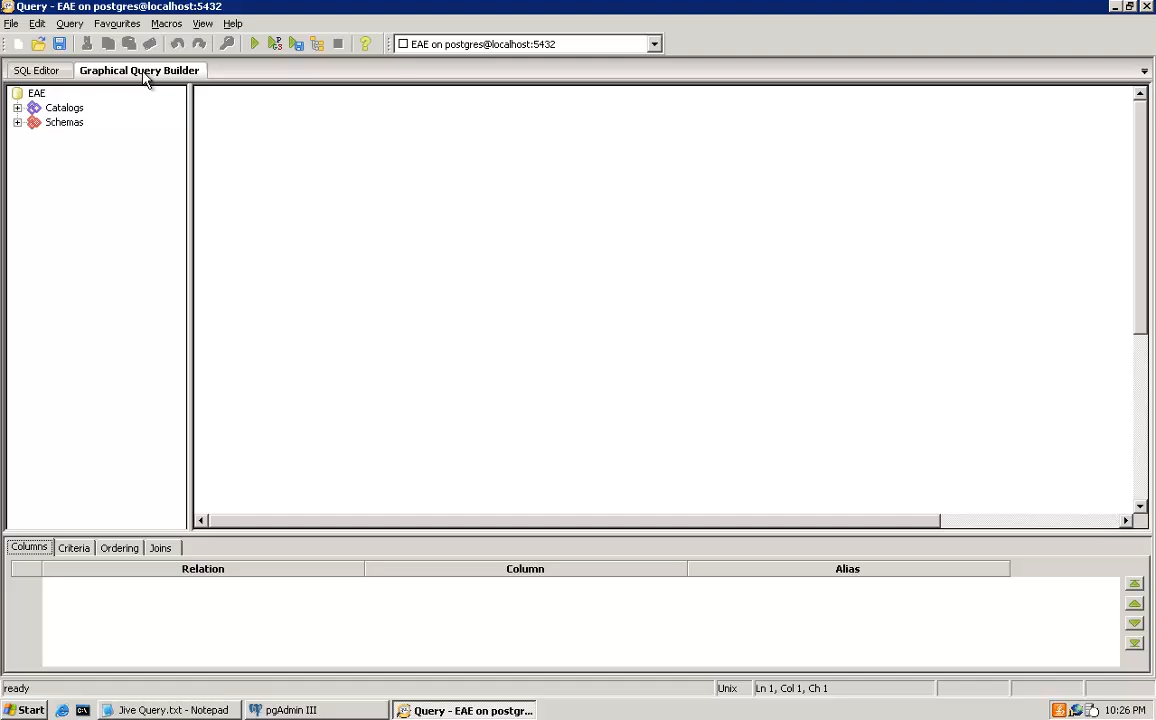 Query - EAE on postgres@localhost:5432
File Edit Query Favourites Macros View Help
EAE on postgres@localhost:5432
SQL Editor Graphical Query Builder
EAE
Catalogs
Schemas
Columns Criteria Ordering Joins
Relation Column Alias
ready Unix Ln 1, Col 1, Ch 1
Start Jive Query.txt - Notepad pgAdmin III Query - EAE on postgr... 10:26 PM